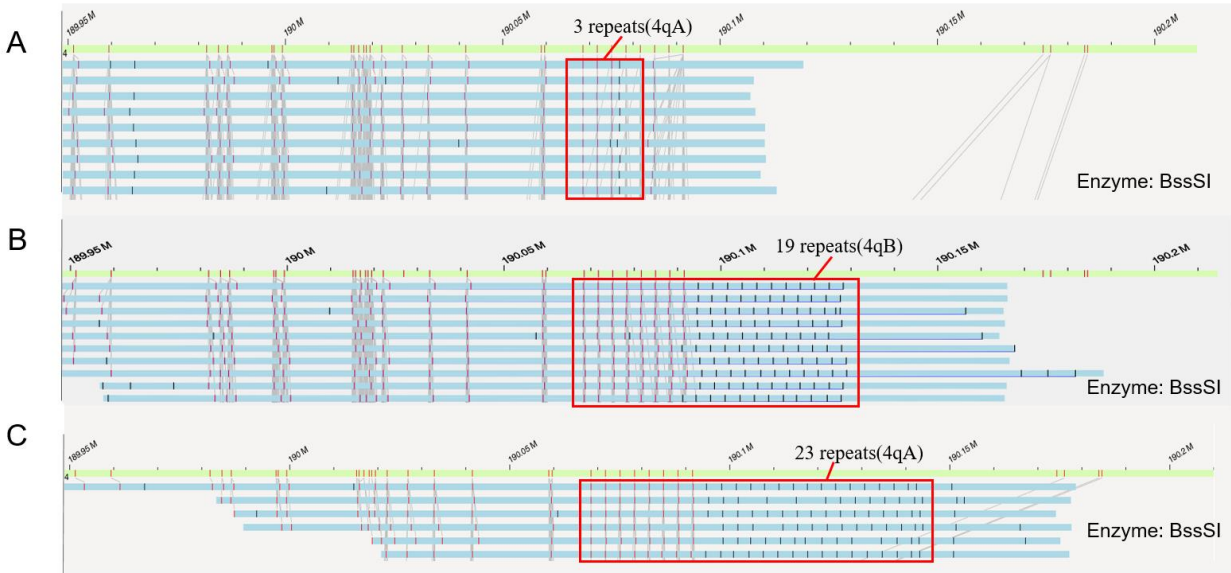 A
189.95 M 190 M 190.05 M 190.1 M 190.15 M 190.2 M
3 repeats(4qA)
4
Enzyme: BssSI
B
189.95 M 190 M 190.05 M 190.1 M 190.15 M 190.2 M
19 repeats(4qB)
Enzyme: BssSI
C
189.95 M 190 M 190.05 M 190.1 M 190.15 M 190.2 M
23 repeats(4qA)
4
Enzyme: BssSI